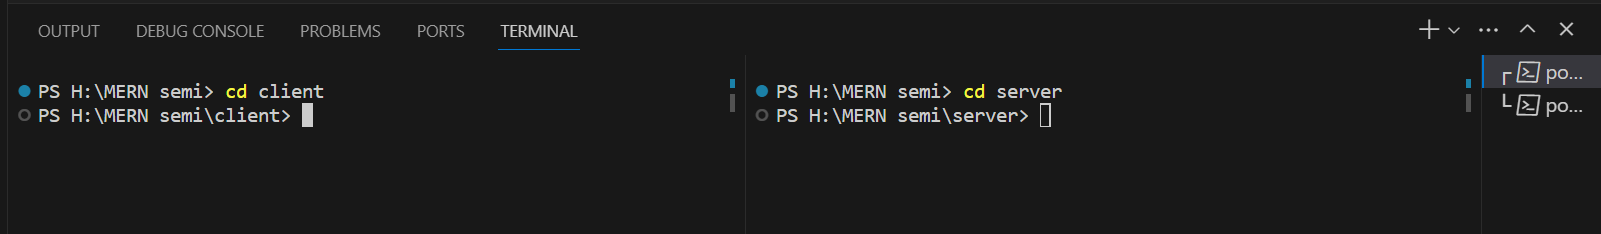 OUTPUT DEBUG CONSOLE PROBLEMS PORTS TERMINAL
PS H:\MERN semi> cd client
PS H:\MERN semi\client>
PS H:\MERN semi> cd server
PS H:\MERN semi\server>
po...
po...